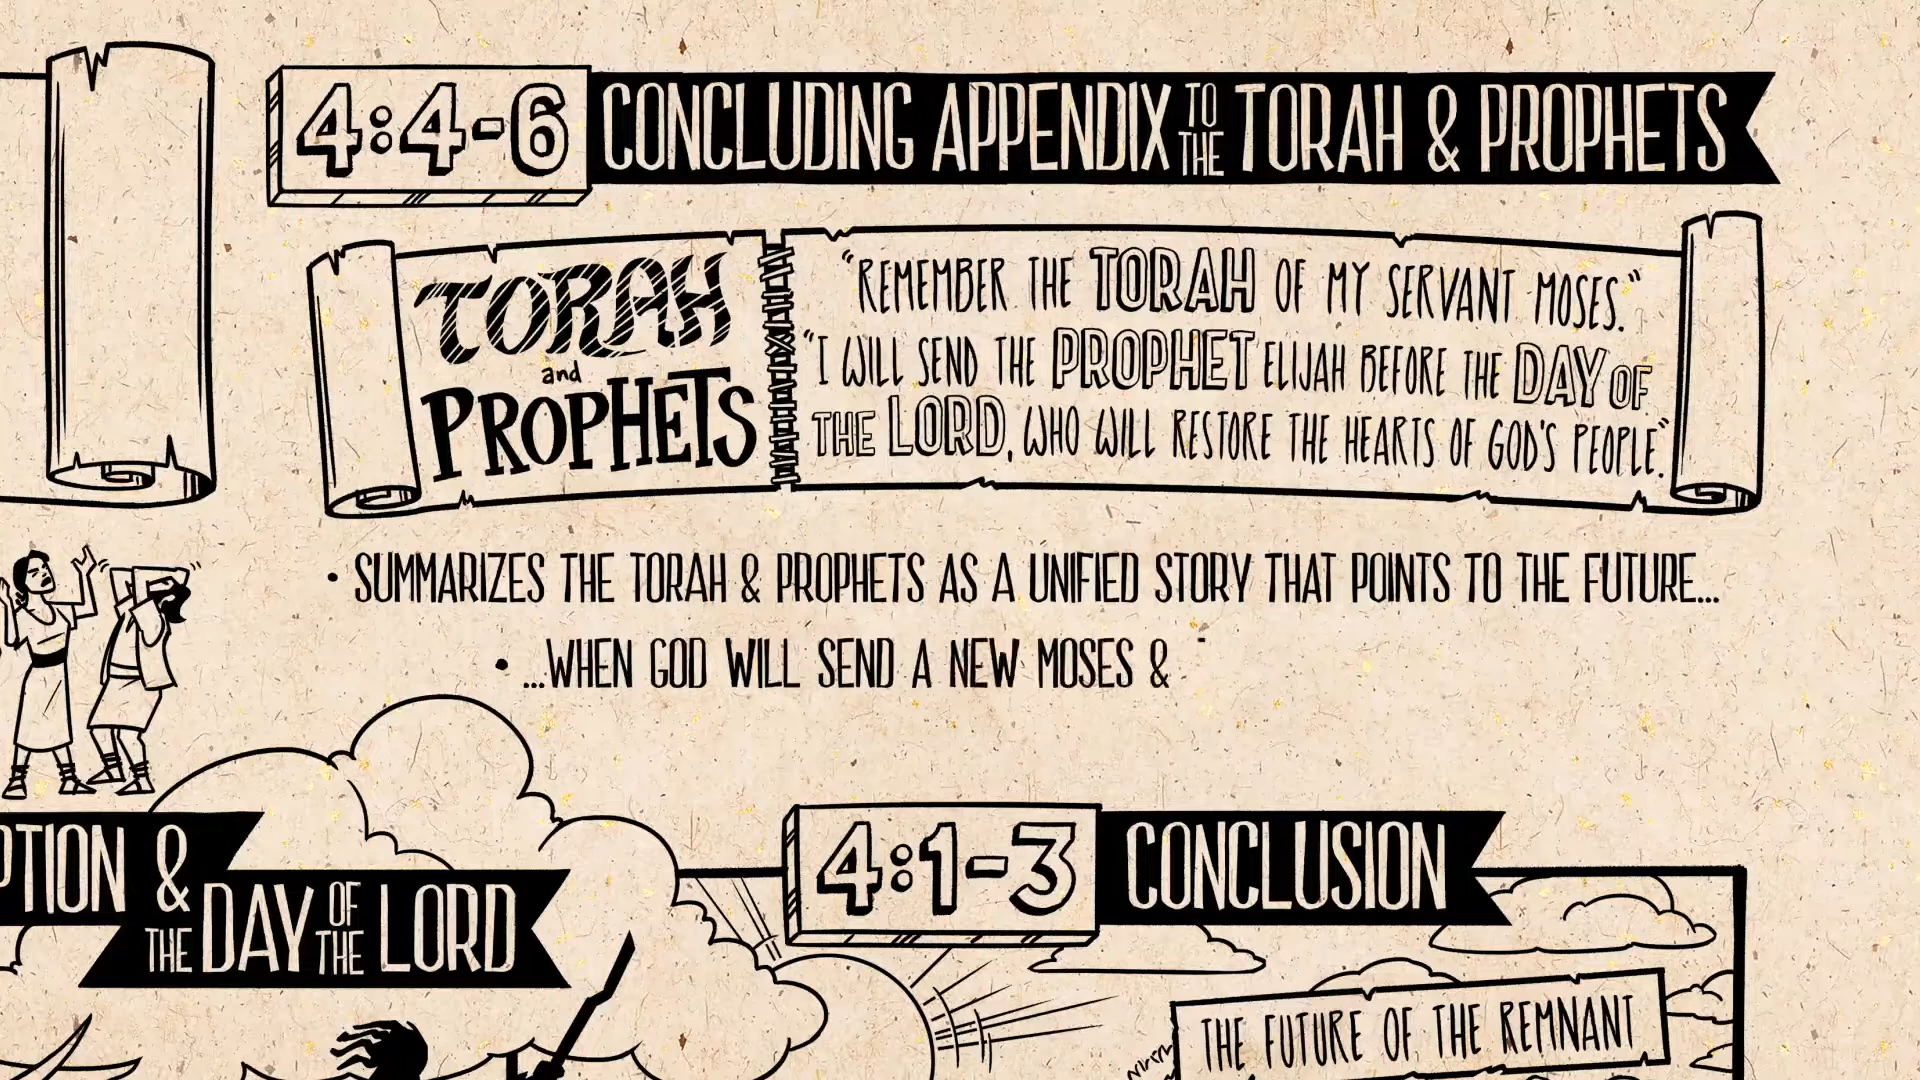 4:4-6 CONCLUDING APPENDIX TO THE TORAH & PROPHETS
TORAH
and
PROPHETS
"REMEMBER THE TORAH OF MY SERVANT MOSES."
"I WILL SEND THE PROPHET ELIJAH BEFORE THE DAY OF
THE LORD, WHO WILL RESTORE THE HEARTS OF GOD'S PEOPLE."
• SUMMARIZES THE TORAH & PROPHETS AS A UNIFIED STORY THAT POINTS TO THE FUTURE...
• ...WHEN GOD WILL SEND A NEW MOSES &
PTION &
THE DAY OF THE LORD
4:1-3 CONCLUSION
THE FUTURE OF THE REMNANT